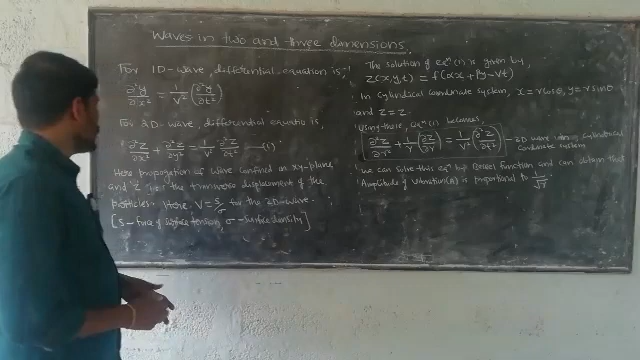 Waves in two and three dimensions.
For 1D-wave, differential equation is,
∂²y/∂x² = 1/v² (∂²y/∂t²)
For 2D-wave, differential equatio is,
∂²z/∂x² + ∂²z/∂y² = 1/v² ∂²z/∂t² —(1)
Here propagation of wave confined on xy-plane
and 'z' is the transverse displacement of the
particles. Here V = for the 2D-wave.
[S - Force of surface tension, σ - surface density]
The solution of eqn (1) is given by,
z(x,y,t) = f(αx + βy - vt)
In cylindical coordinate system, x = r cosθ, y = r sinθ
and z = z.
Using these, eqn (1) becomes,
∂²z/∂r² + 1/r (∂z/∂r) = 1/v² (∂²z/∂t²) - 2D wave in cylindrical
coordinate system
We can solve this eqn by Bessel function and can obtain that
Amplitude of vibration (A) is proportional to 1/√r.